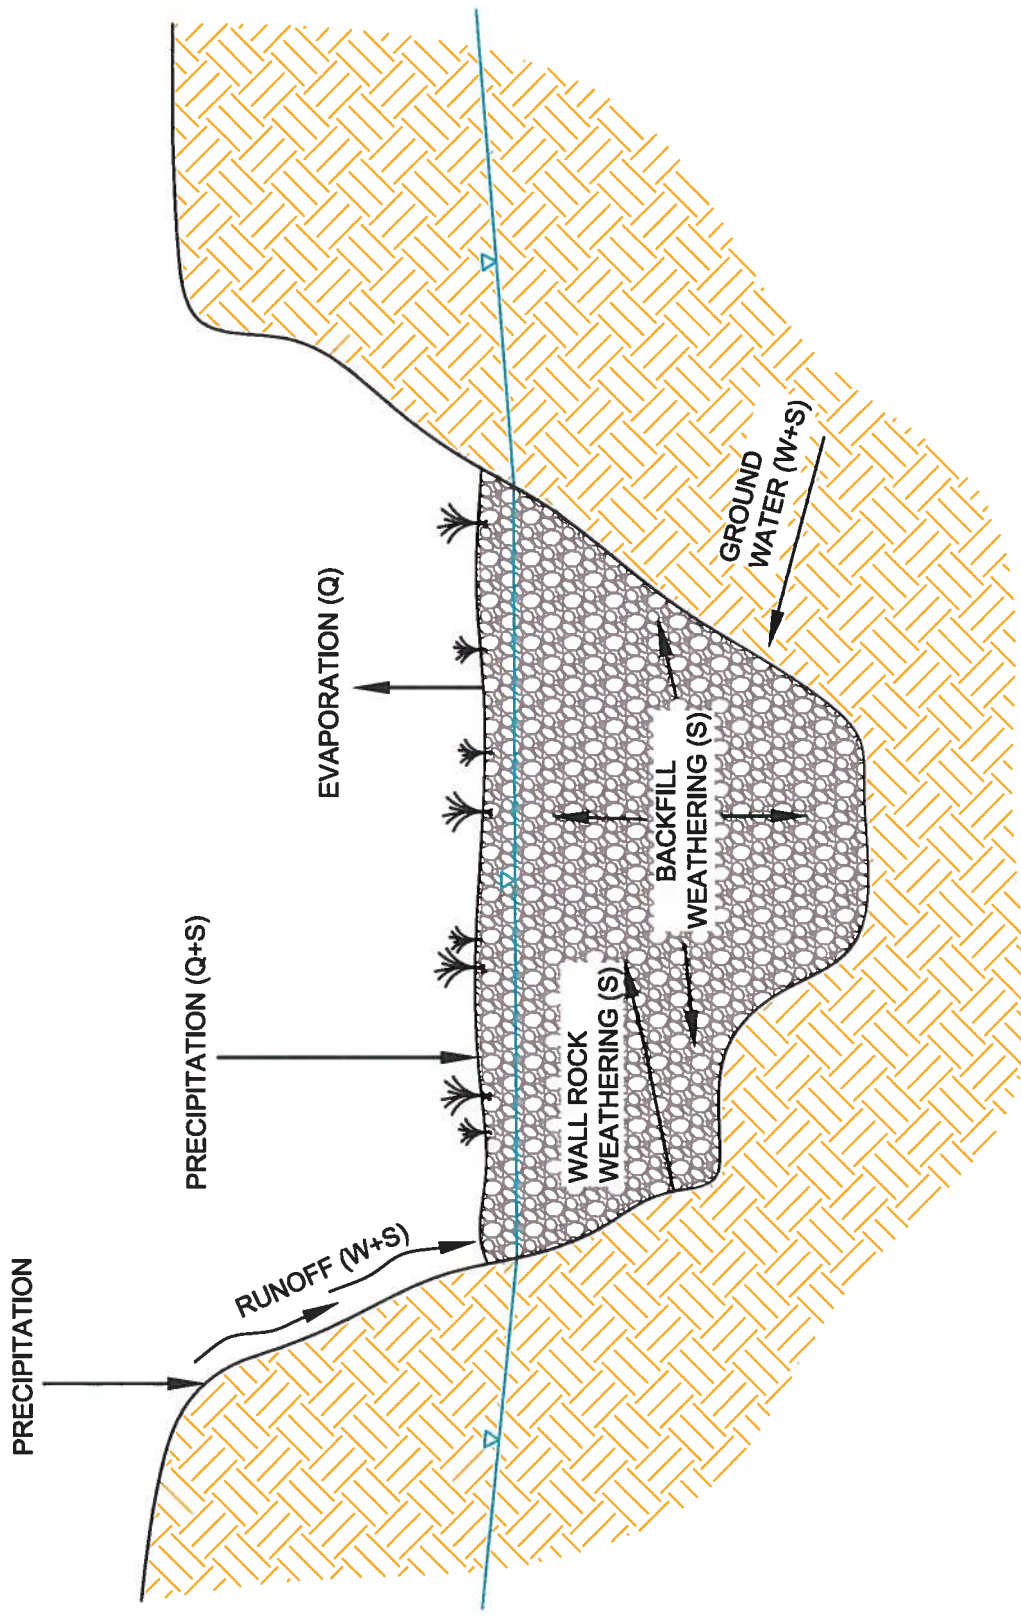 PRECIPITATION
RUNOFF (W+S)
PRECIPITATION (Q+S)
EVAPORATION (Q)
WALL ROCK
WEATHERING (S)
BACKFILL
WEATHERING (S)
GROUND
WATER (W+S)